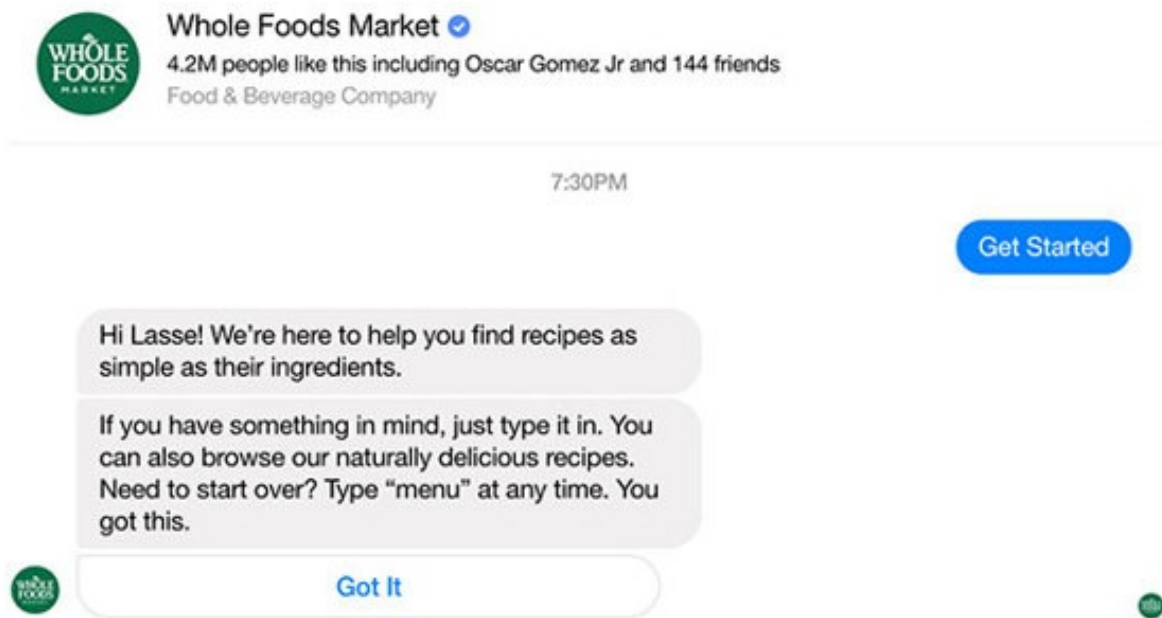 WHOLE
FOODS
MARKET
Whole Foods Market
4.2M people like this including Oscar Gomez Jr and 144 friends
Food & Beverage Company
7:30PM
Get Started
Hi Lasse! We're here to help you find recipes as
simple as their ingredients.
If you have something in mind, just type it in. You
can also browse our naturally delicious recipes.
Need to start over? Type “menu” at any time. You
got this.
WHOLE
FOODS
Got It